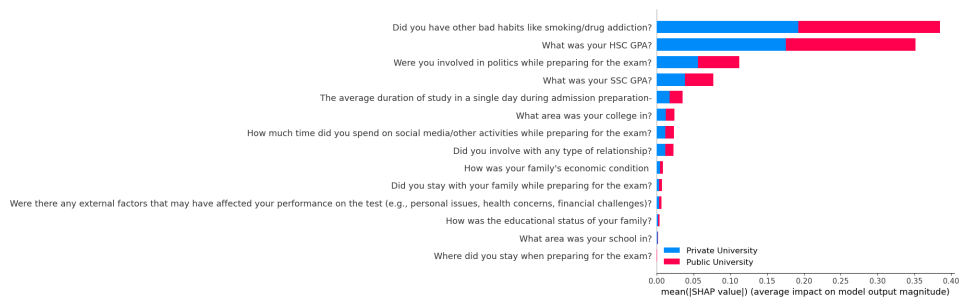 Did you have other bad habits like smoking/drug addiction?
What was your HSC GPA?
Were you involved in politics while preparing for the exam?
What was your SSC GPA?
The average duration of study in a single day during admission preparation-
What area was your college in?
How much time did you spend on social media/other activities while preparing for the exam?
Did you involve with any type of relationship?
How was your family's economic condition
Did you stay with your family while preparing for the exam?
Were there any external factors that may have affected your performance on the test (e.g., personal issues, health concerns, financial challenges)?
How was the educational status of your family?
What area was your school in?
Where did you stay when preparing for the exam?
Private University
Public University
0.00 0.05 0.10 0.15 0.20 0.25 0.30 0.35 0.40
mean(|SHAP value|) (average impact on model output magnitude)